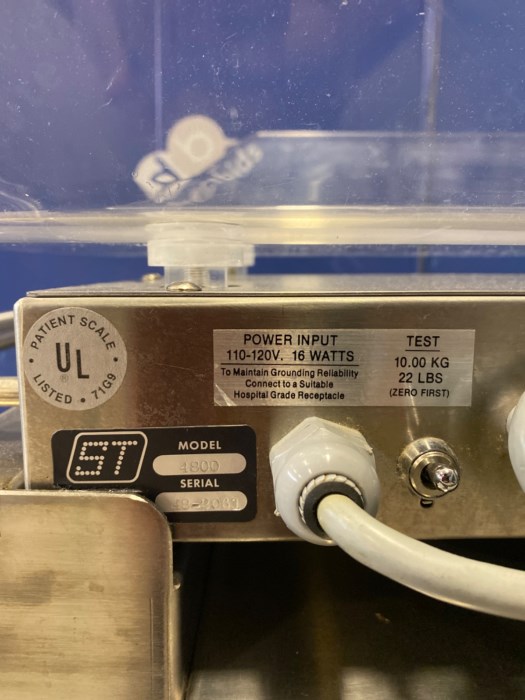 PATIENT SCALE
UL
®
LISTED • 71G9
POWER INPUT
110-120V. 16 WATTS
To Maintain Grounding Reliability
Connect to a Suitable
Hospital Grade Receptacle
TEST
10.00 KG
22 LBS
(ZERO FIRST)
ST
MODEL
4800
SERIAL